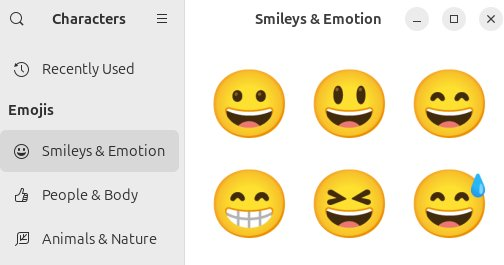 Characters
Smileys & Emotion
Recently Used
Emojis
Smileys & Emotion
People & Body
Animals & Nature